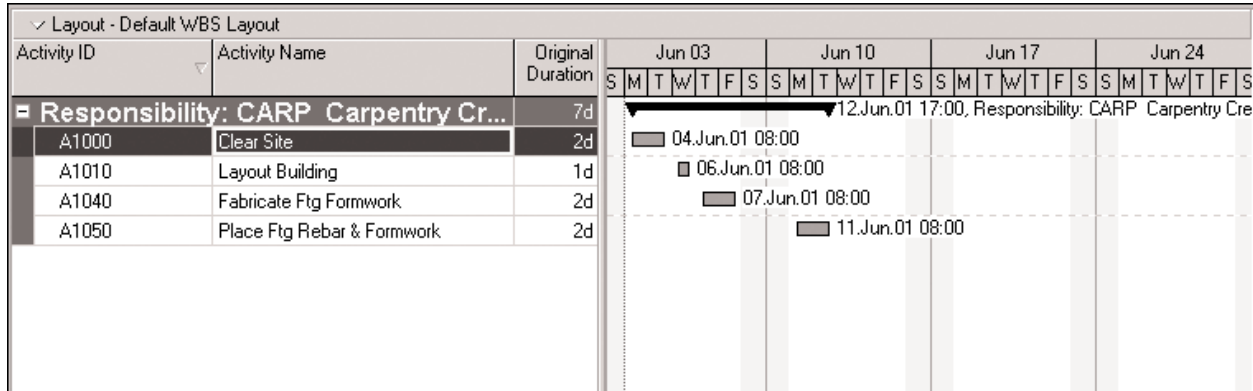 Layout - Default WBS Layout
Activity ID Activity Name Original Duration Jun 03 Jun 10 Jun 17 Jun 24
S M T W T F S S M T W T F S S M T W T F S S M T W T F S
Responsibility: CARP Carpentry Cr... 7d 12.Jun.01 17:00, Responsibility: CARP Carpentry Cre
A1000 Clear Site 2d 04.Jun.01 08:00
A1010 Layout Building 1d 06.Jun.01 08:00
A1040 Fabricate Ftg Formwork 2d 07.Jun.01 08:00
A1050 Place Ftg Rebar & Formwork 2d 11.Jun.01 08:00